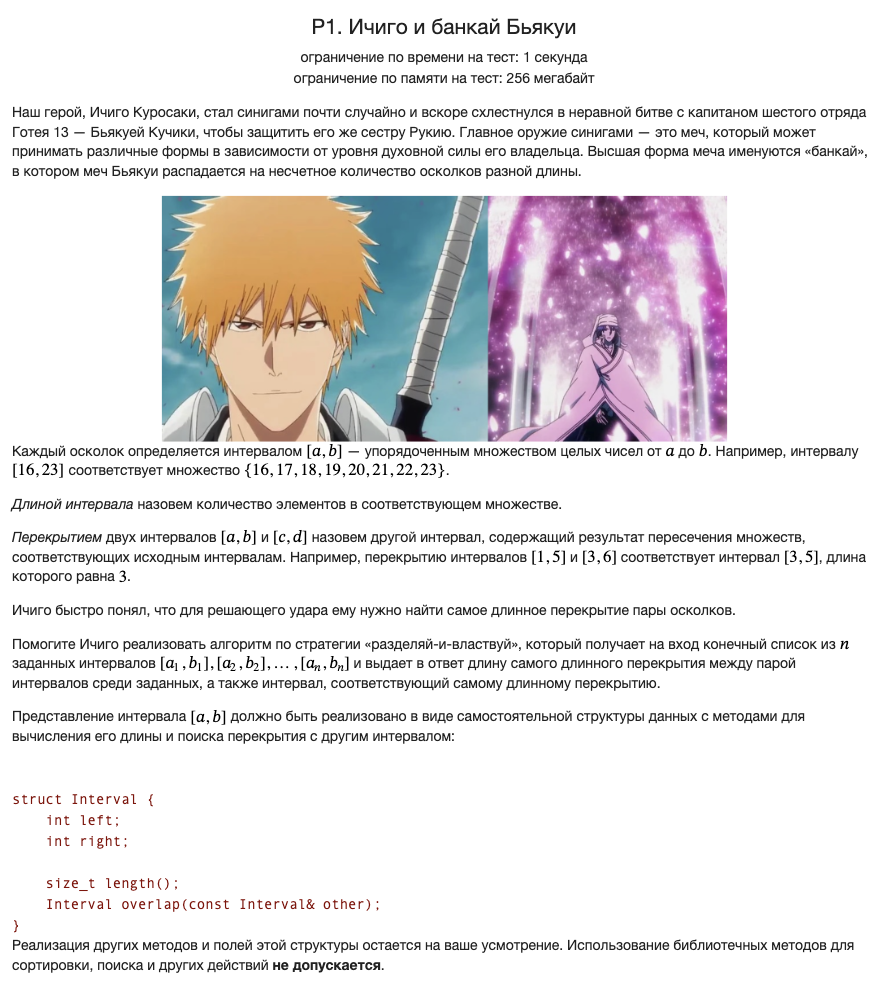 P1. Ичиго и банкай Бьякуи
ограничение по времени на тест: 1 секунда
ограничение по памяти на тест: 256 мегабайт
Наш герой, Ичиго Куросаки, стал синигами почти случайно и вскоре схлестнулся в неравной битве с капитаном шестого отряда
Готея 13 — Бьякуей Кучики, чтобы защитить его же сестру Рукию. Главное оружие синигами — это меч, который может
принимать различные формы в зависимости от уровня духовной силы его владельца. Высшая форма меча именуются «банкай»,
в котором меч Бьякуи распадается на несчетное количество осколков разной длины.
Каждый осколок определяется интервалом [a, b] — упорядоченным множеством целых чисел от a до b. Например, интервалу
[16, 23] соответствует множество {16, 17, 18, 19, 20, 21, 22, 23}.
Длиной интервала назовем количество элементов в соответствующем множестве.
Перекрытием двух интервалов [a, b] и [c, d] назовем другой интервал, содержащий результат пересечения множеств,
соответствующих исходным интервалам. Например, перекрытию интервалов [1, 5] и [3, 6] соответствует интервал [3, 5], длина
которого равна 3.
Ичиго быстро понял, что для решающего удара ему нужно найти самое длинное перекрытие пары осколков.
Помогите Ичиго реализовать алгоритм по стратегии «разделяй-и-властвуй», который получает на вход конечный список из n
заданных интервалов [a₁, b₁], [a₂, b₂], … , [aₙ, bₙ] и выдает в ответ длину самого длинного перекрытия между парой
интервалов среди заданных, а также интервал, соответствующий самому длинному перекрытию.
Представление интервала [a, b] должно быть реализовано в виде самостоятельной структуры данных с методами для
вычисления его длины и поиска перекрытия с другим интервалом:
struct Interval {
    int left;
    int right;
    size_t length();
    Interval overlap(const Interval& other);
}
Реализация других методов и полей этой структуры остается на ваше усмотрение. Использование библиотечных методов для
сортировки, поиска и других действий не допускается.